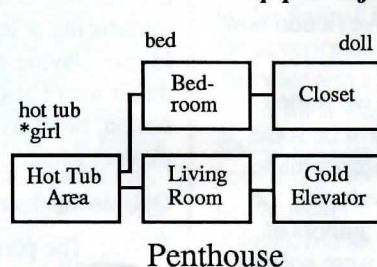 bed
doll
Bed-
room
Closet
hot tub
*girl
Hot Tub
Area
Living
Room
Gold
Elevator
Penthouse